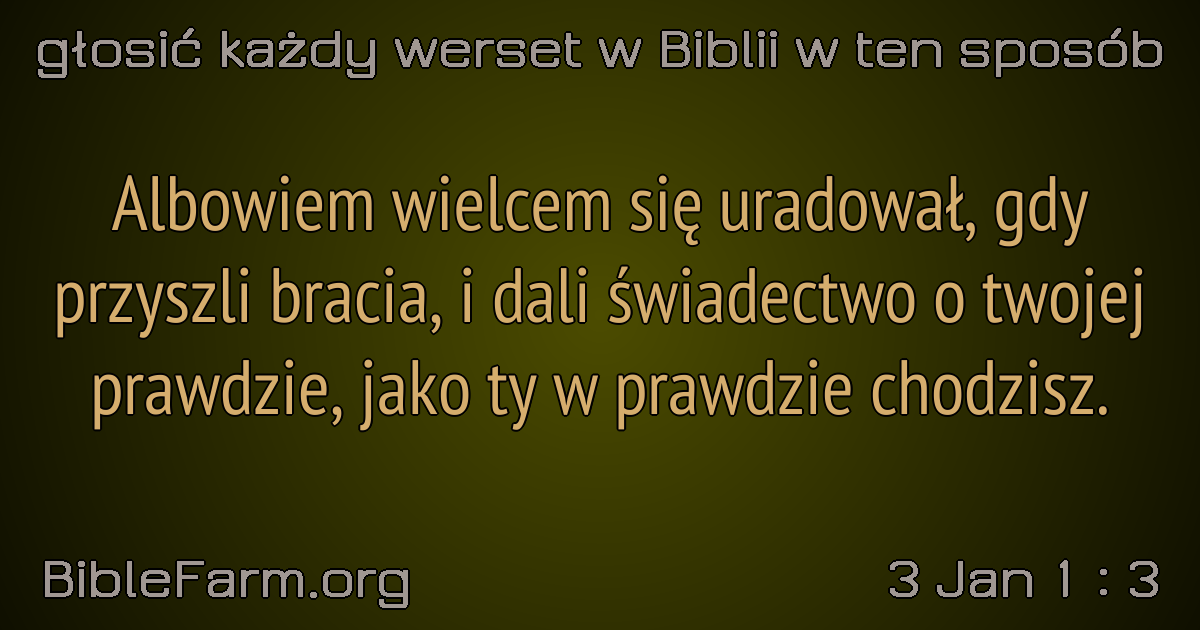 głosić każdy werset w Biblii w ten sposób
Albowiem wielcem się uradował, gdy
przyszli bracia, i dali świadectwo o twojej
prawdzie, jako ty w prawdzie chodzisz.
BibleFarm.org
3 Jan 1 : 3